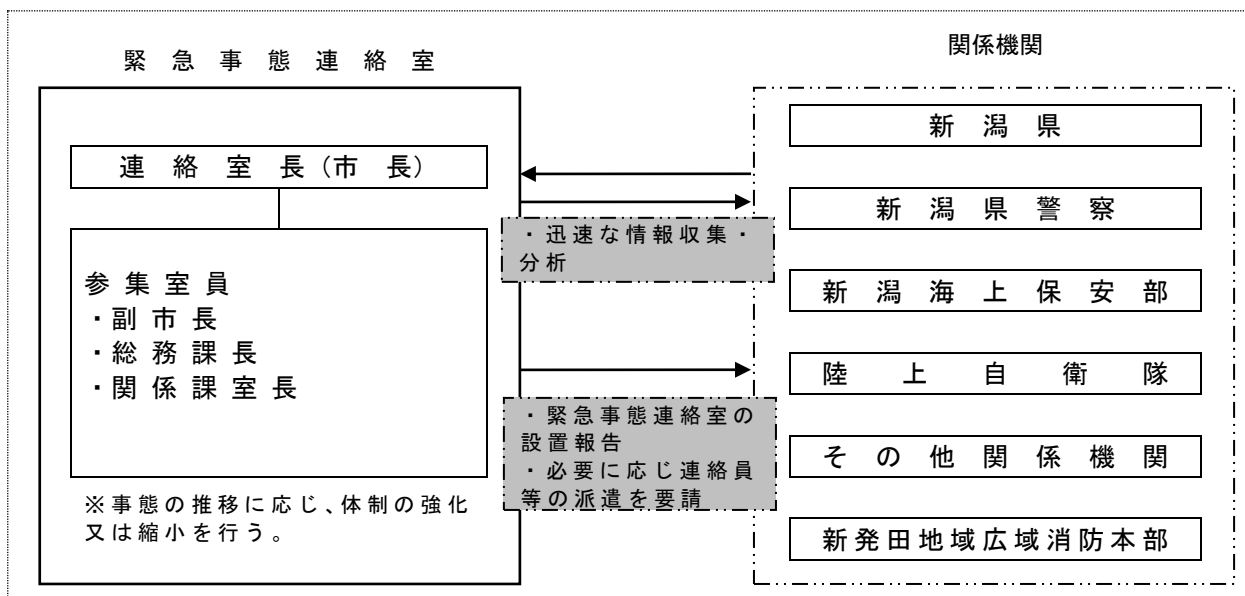 緊急事態連絡室
関係機関
連絡室長(市長)
参集室員
・副市長
・総務課長
・関係課室長
※事態の推移に応じ、体制の強化
又は縮小を行う。
・迅速な情報収集・
分析
・緊急事態連絡室の
設置報告
・必要に応じ連絡員
等の派遣を要請
新潟県
新潟県警察
新潟海上保安部
陸上自衛隊
その他関係機関
新発田地域広域消防本部